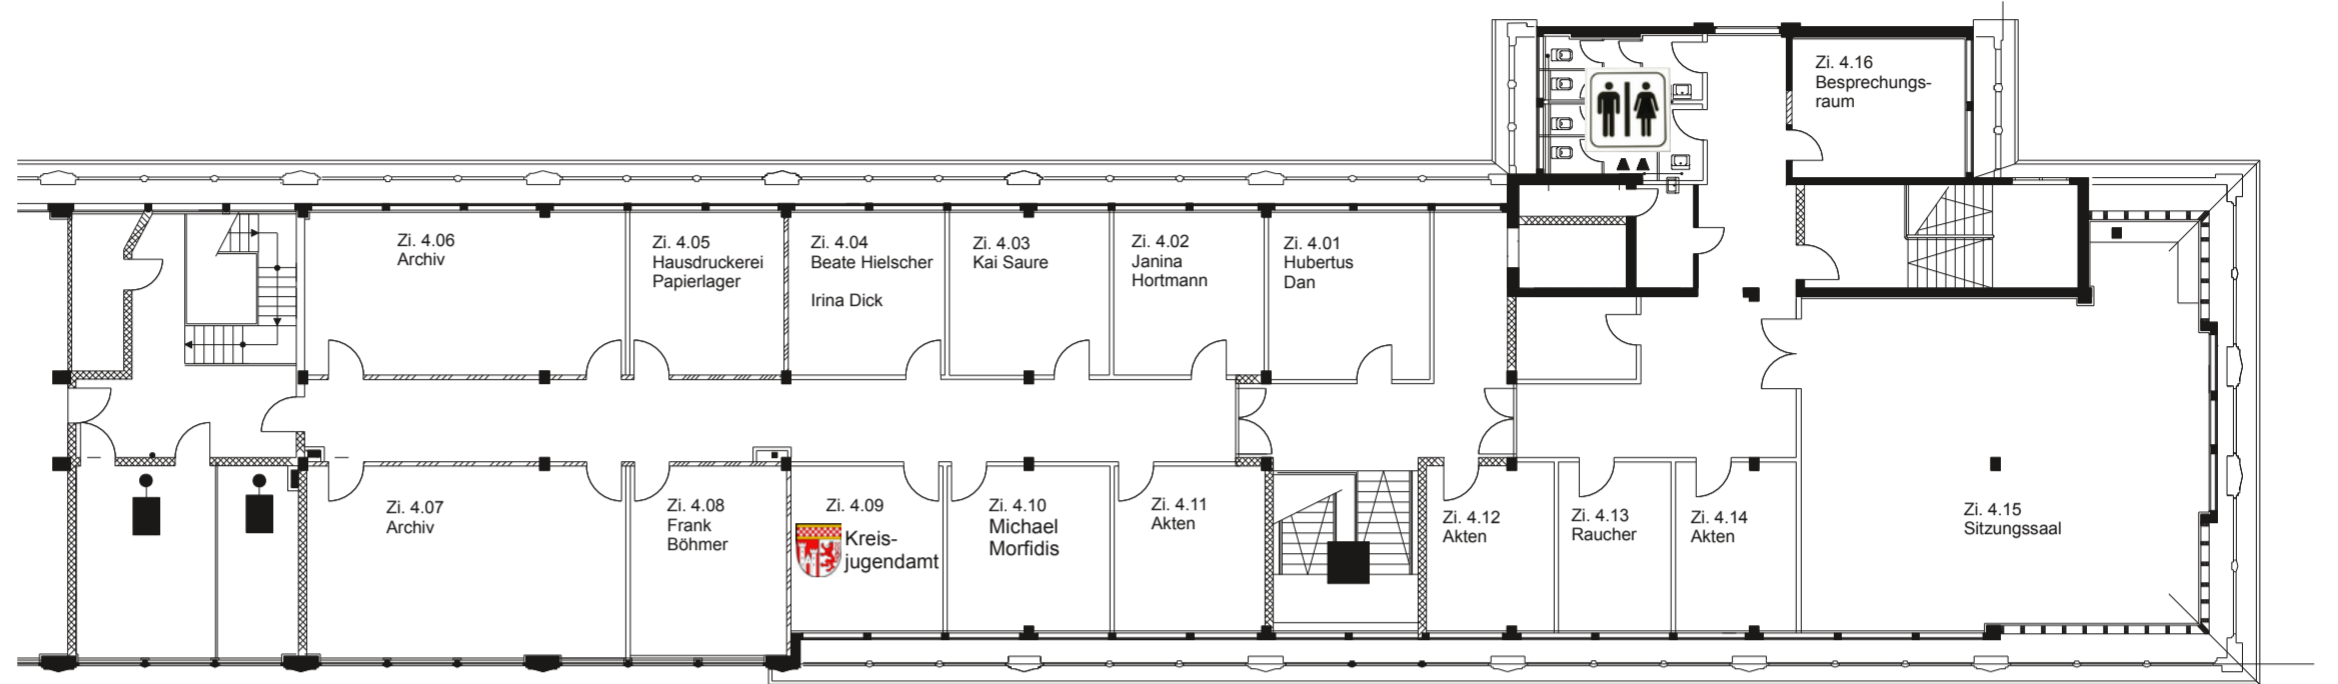 Zi. 4.16
Besprechungs-
raum
Zi. 4.06
Archiv
Zi. 4.05
Hausdruckerei
Papierlager
Zi. 4.04
Beate Hielscher
Irina Dick
Zi. 4.03
Kai Saure
Zi. 4.02
Janina
Hortmann
Zi. 4.01
Hubertus
Dan
Zi. 4.07
Archiv
Zi. 4.08
Frank
Böhmer
Zi. 4.09
Kreis-
jugendamt
Zi. 4.10
Michael
Morfidis
Zi. 4.11
Akten
Zi. 4.12
Akten
Zi. 4.13
Raucher
Zi. 4.14
Akten
Zi. 4.15
Sitzungssaal